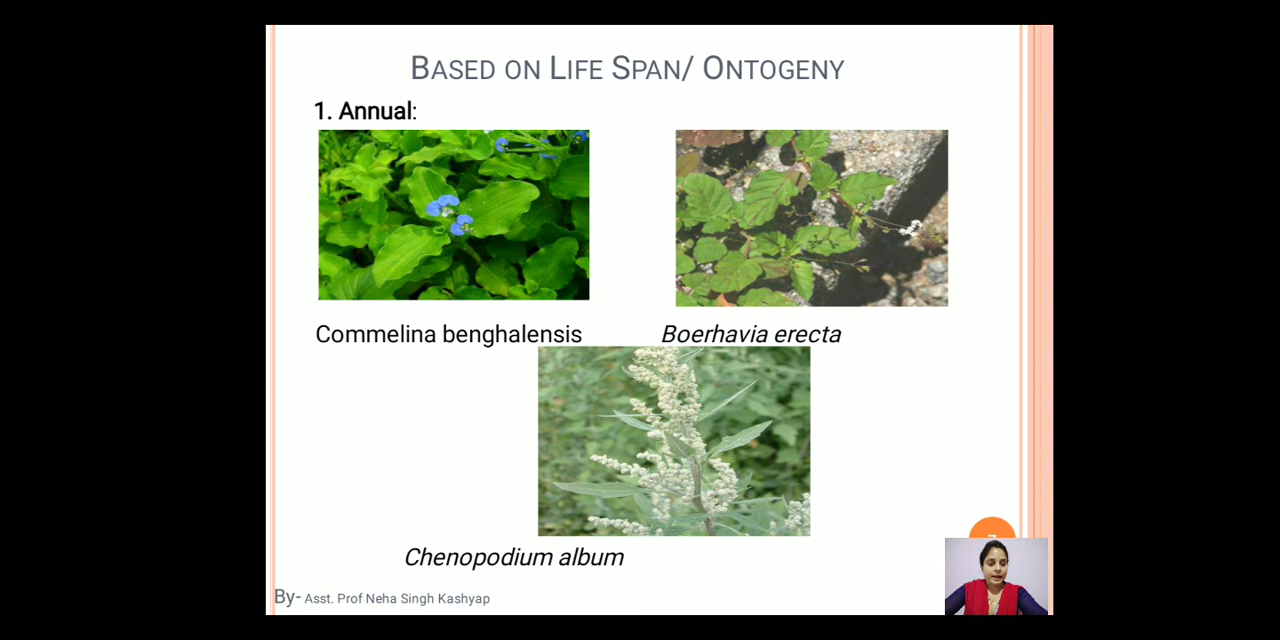 BASED ON LIFE SPAN/ ONTOGENY
1. Annual:
Commelina benghalensis
Boerhavia erecta
Chenopodium album
By- Asst. Prof Neha Singh Kashyap